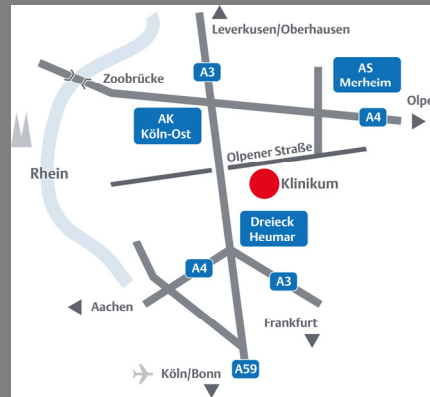 Leverkusen/Oberhausen
A3
AS
Merheim
Zoobrücke
AK
Köln-Ost
A4
Olpe
Olpener Straße
Rhein
Klinikum
Dreieck
Heumar
A4
A3
Aachen
Frankfurt
Köln/Bonn
A59